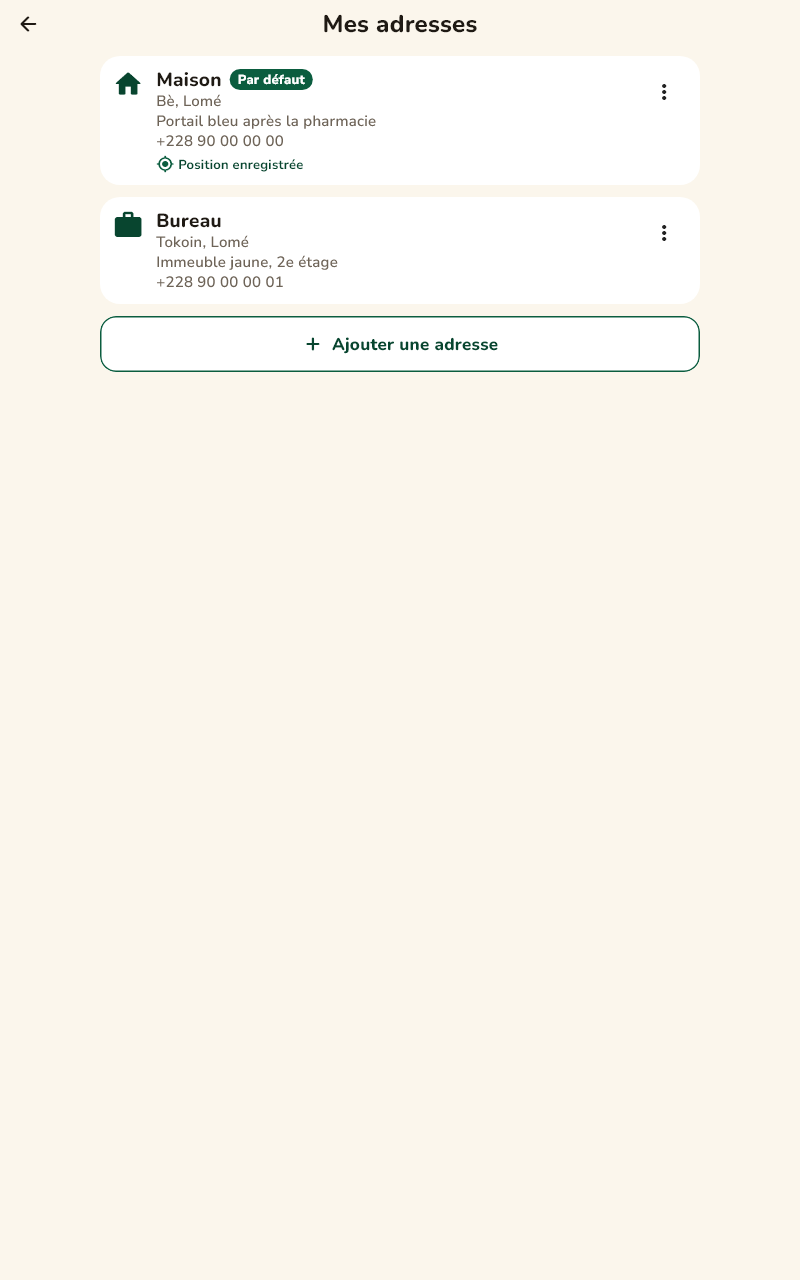 Mes adresses
Maison Par défaut
Bè, Lomé
Portail bleu après la pharmacie
+228 90 00 00 00
Position enregistrée
Bureau
Tokoin, Lomé
Immeuble jaune, 2e étage
+228 90 00 00 01
+ Ajouter une adresse